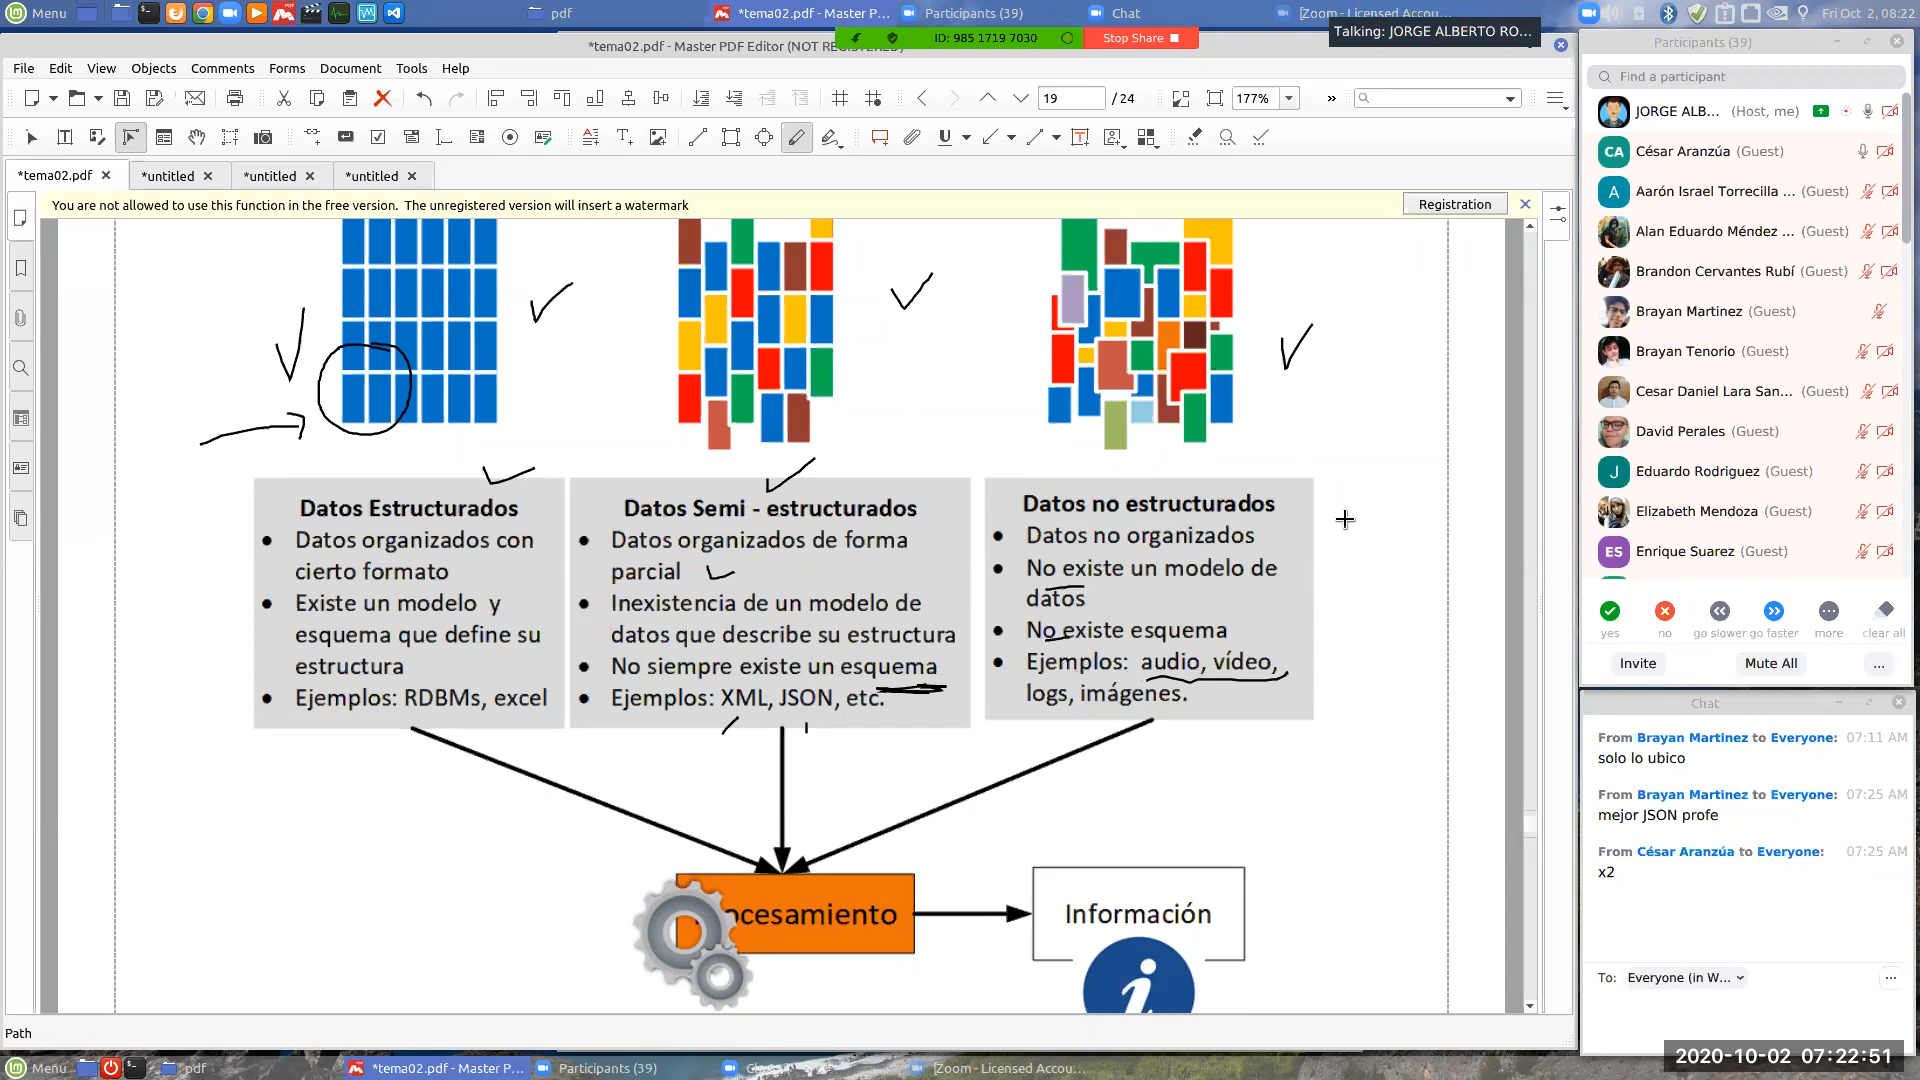 Menu
pdf
*tema02.pdf - Master P...
Participants (39)
Chat
[Zoom - Licensed Accou...
Fri Oct 2, 08:22
*tema02.pdf - Master PDF Editor (NOT REGISTERED)
ID: 985 1719 7030
Stop Share
Talking: JORGE ALBERTO RO...
File Edit View Objects Comments Forms Document Tools Help
19 / 24
177%
*tema02.pdf
*untitled
*untitled
*untitled
You are not allowed to use this function in the free version. The unregistered version will insert a watermark
Registration
Datos Estructurados
• Datos organizados con
cierto formato
• Existe un modelo y
esquema que define su
estructura
• Ejemplos: RDBMs, excel
Datos Semi - estructurados
• Datos organizados de forma
parcial
• Inexistencia de un modelo de
datos que describe su estructura
• No siempre existe un esquema
• Ejemplos: XML, JSON, etc.
Datos no estructurados
• Datos no organizados
• No existe un modelo de
datos
• No existe esquema
• Ejemplos: audio, vídeo,
logs, imágenes.
ocesamiento
Información
i
Path
Participants (39)
Find a participant
JORGE ALB... (Host, me)
CA César Aranzúa (Guest)
A Aarón Israel Torrecilla ... (Guest)
Alan Eduardo Méndez ... (Guest)
Brandon Cervantes Rubí (Guest)
Brayan Martinez (Guest)
Brayan Tenorio (Guest)
Cesar Daniel Lara San... (Guest)
David Perales (Guest)
J Eduardo Rodriguez (Guest)
Elizabeth Mendoza (Guest)
ES Enrique Suarez (Guest)
yes no go slower go faster more clear all
Invite Mute All ...
Chat
From Brayan Martinez to Everyone: 07:11 AM
solo lo ubico
From Brayan Martinez to Everyone: 07:25 AM
mejor JSON profe
From César Aranzúa to Everyone: 07:25 AM
x2
To: Everyone (in W...
Menu
pdf
*tema02.pdf - Master P...
Participants (39)
[Zoom - Licensed Accou...
2020-10-02 07:22:51